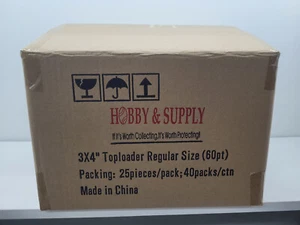 HOBBY & SUPPLY
If It's Worth Collecting,It's Worth Protecting!
3X4" Toploader Regular Size (60pt)
Packing: 25pieces/pack; 40packs/ctn
Made in China